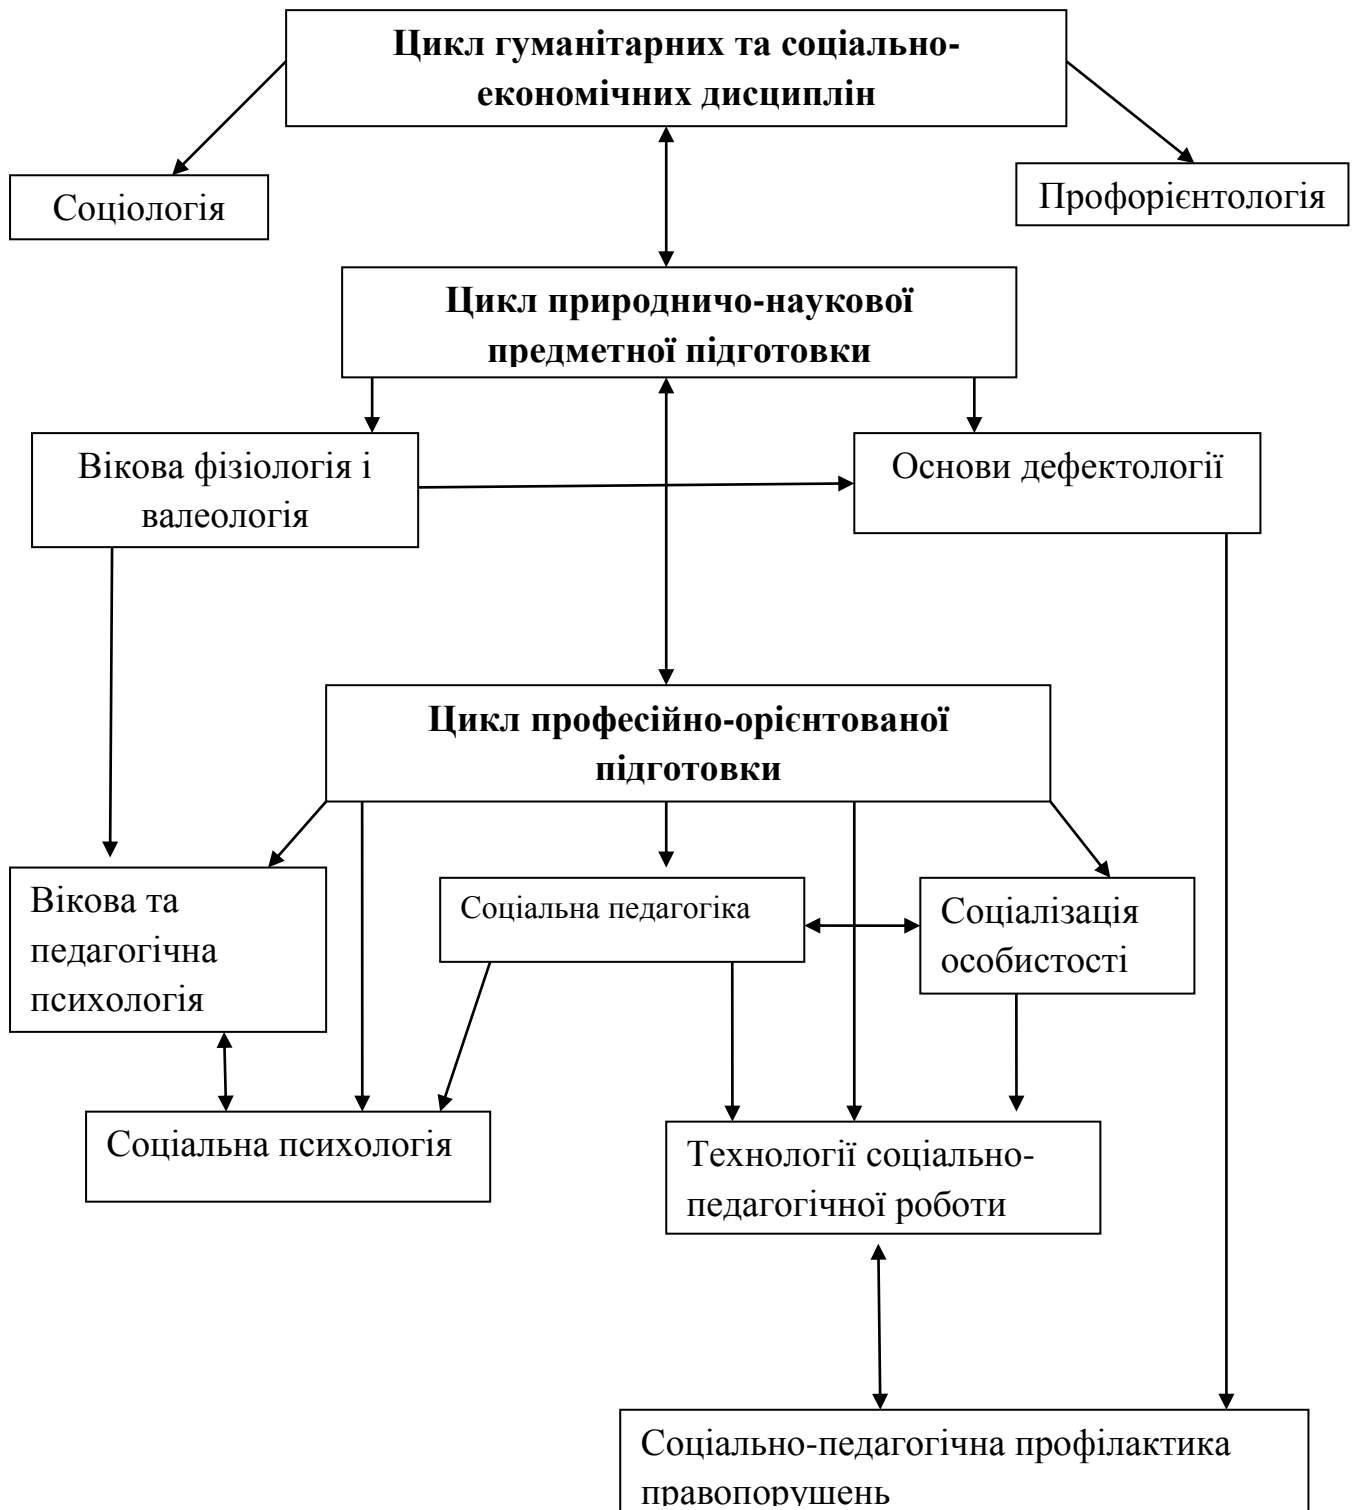 Цикл гуманітарних та соціально-
економічних дисциплін
Соціологія
Профорієнтологія
Цикл природничо-наукової
предметної підготовки
Вікова фізіологія і
валеологія
Основи дефектології
Цикл професійно-орієнтованої
підготовки
Вікова та
педагогічна
психологія
Соціальна педагогіка
Соціалізація
особистості
Соціальна психологія
Технології соціально-
педагогічної роботи
Соціально-педагогічна профілактика
правопорушень